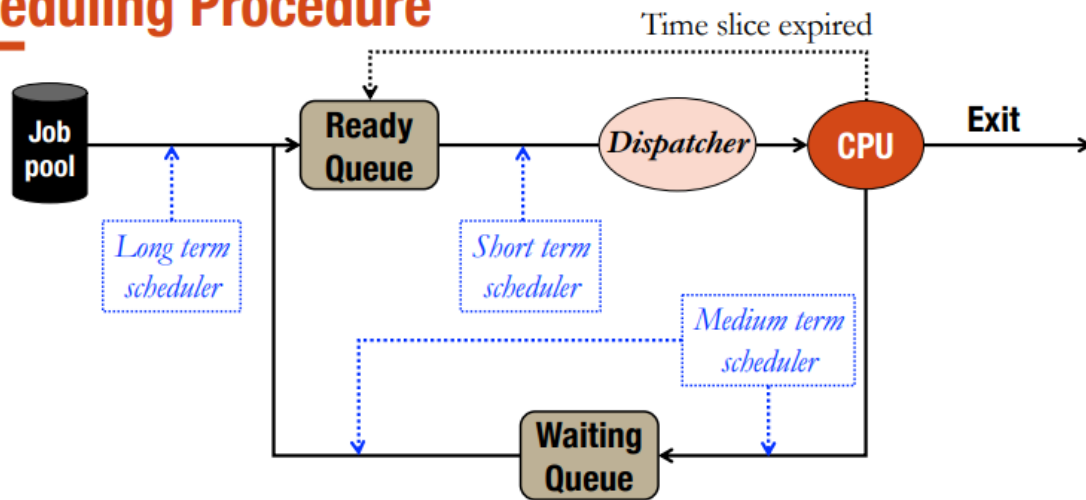 eduling Procedure
Time slice expired
Job
pool
Ready
Queue
Dispatcher
CPU
Exit
Long term
scheduler
Short term
scheduler
Medium term
scheduler
Waiting
Queue